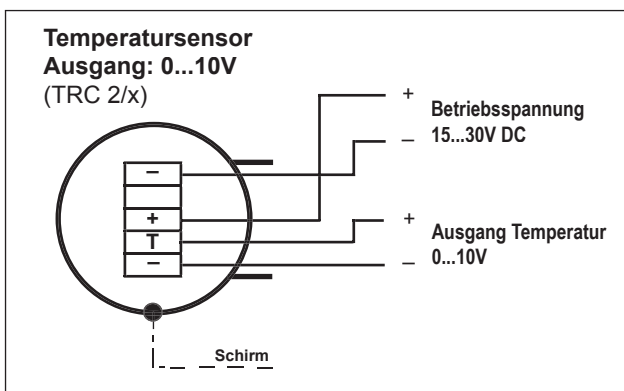 Temperatursensor
Ausgang: 0...10V
(TRC 2/x)
+
Betriebsspannung
15...30V DC
–
–
+
T
–
+
Ausgang Temperatur
0...10V
–
Schirm